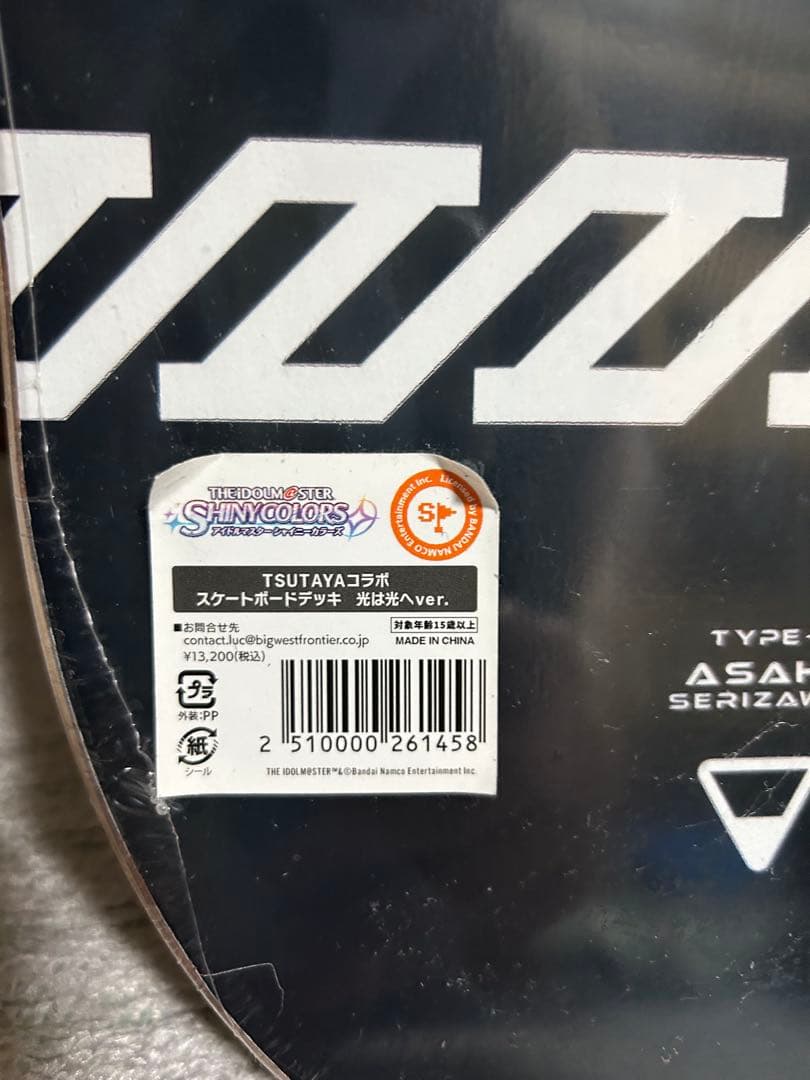 THE iDOLM@STER
SHINYCOLORS
アイドルマスターシャイニーカラーズ
Licensed by BANDAI NAMCO Entertainment Inc.
SP
TSUTAYAコラボ
スケートボードデッキ 光は光へver.
■お問合せ先
contact.luc@bigwestfrontier.co.jp
¥13,200(税込)
対象年齢15歳以上
MADE IN CHINA
プラ
外装:PP
紙
シール
2 510000 261458
THE IDOLM@STER™&©Bandai Namco Entertainment Inc.
TYPE-
ASAH
SERIZAW